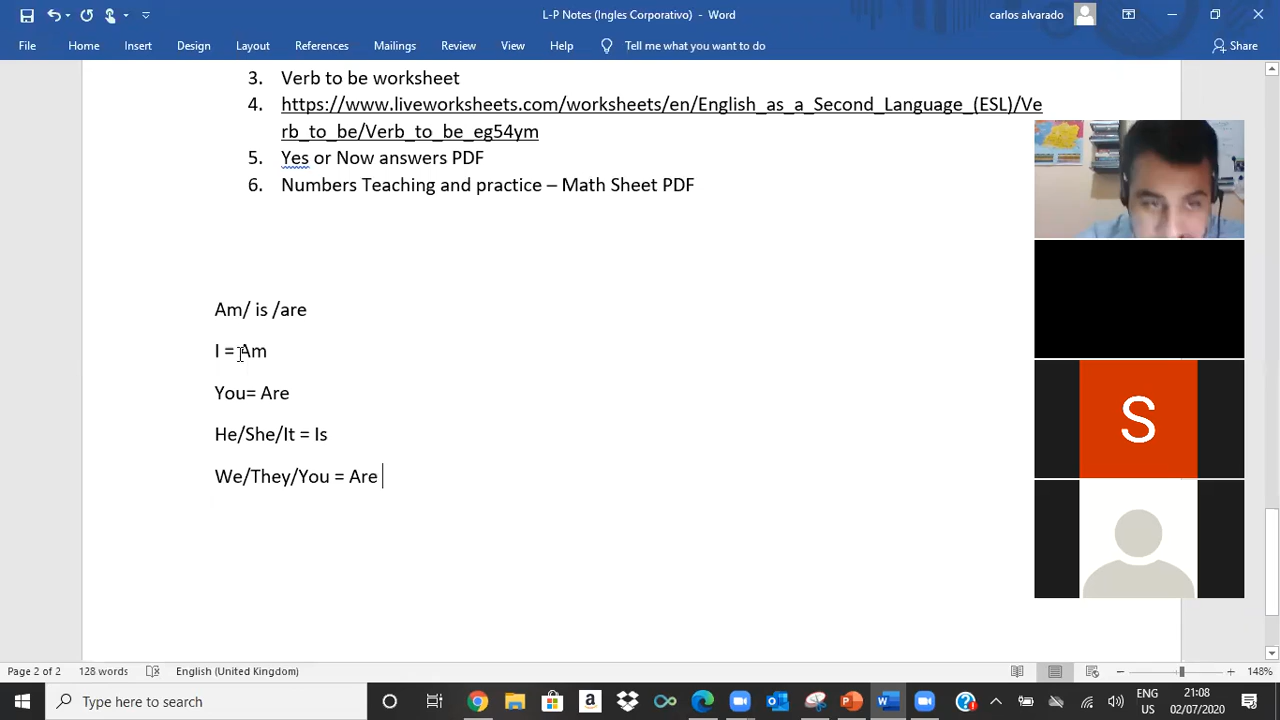 L-P Notes (Ingles Corporativo) - Word
carlos alvarado
File Home Insert Design Layout References Mailings Review View Help Tell me what you want to do Share
3. Verb to be worksheet
4. https://www.liveworksheets.com/worksheets/en/English_as_a_Second_Language_(ESL)/Ve
rb_to_be/Verb_to_be_eg54ym
5. Yes or Now answers PDF
6. Numbers Teaching and practice – Math Sheet PDF
Am/ is /are
I = Am
You= Are
He/She/It = Is
We/They/You = Are
S
Page 2 of 2 128 words English (United Kingdom) 148%
Type here to search
a
ENG
US
21:08
02/07/2020